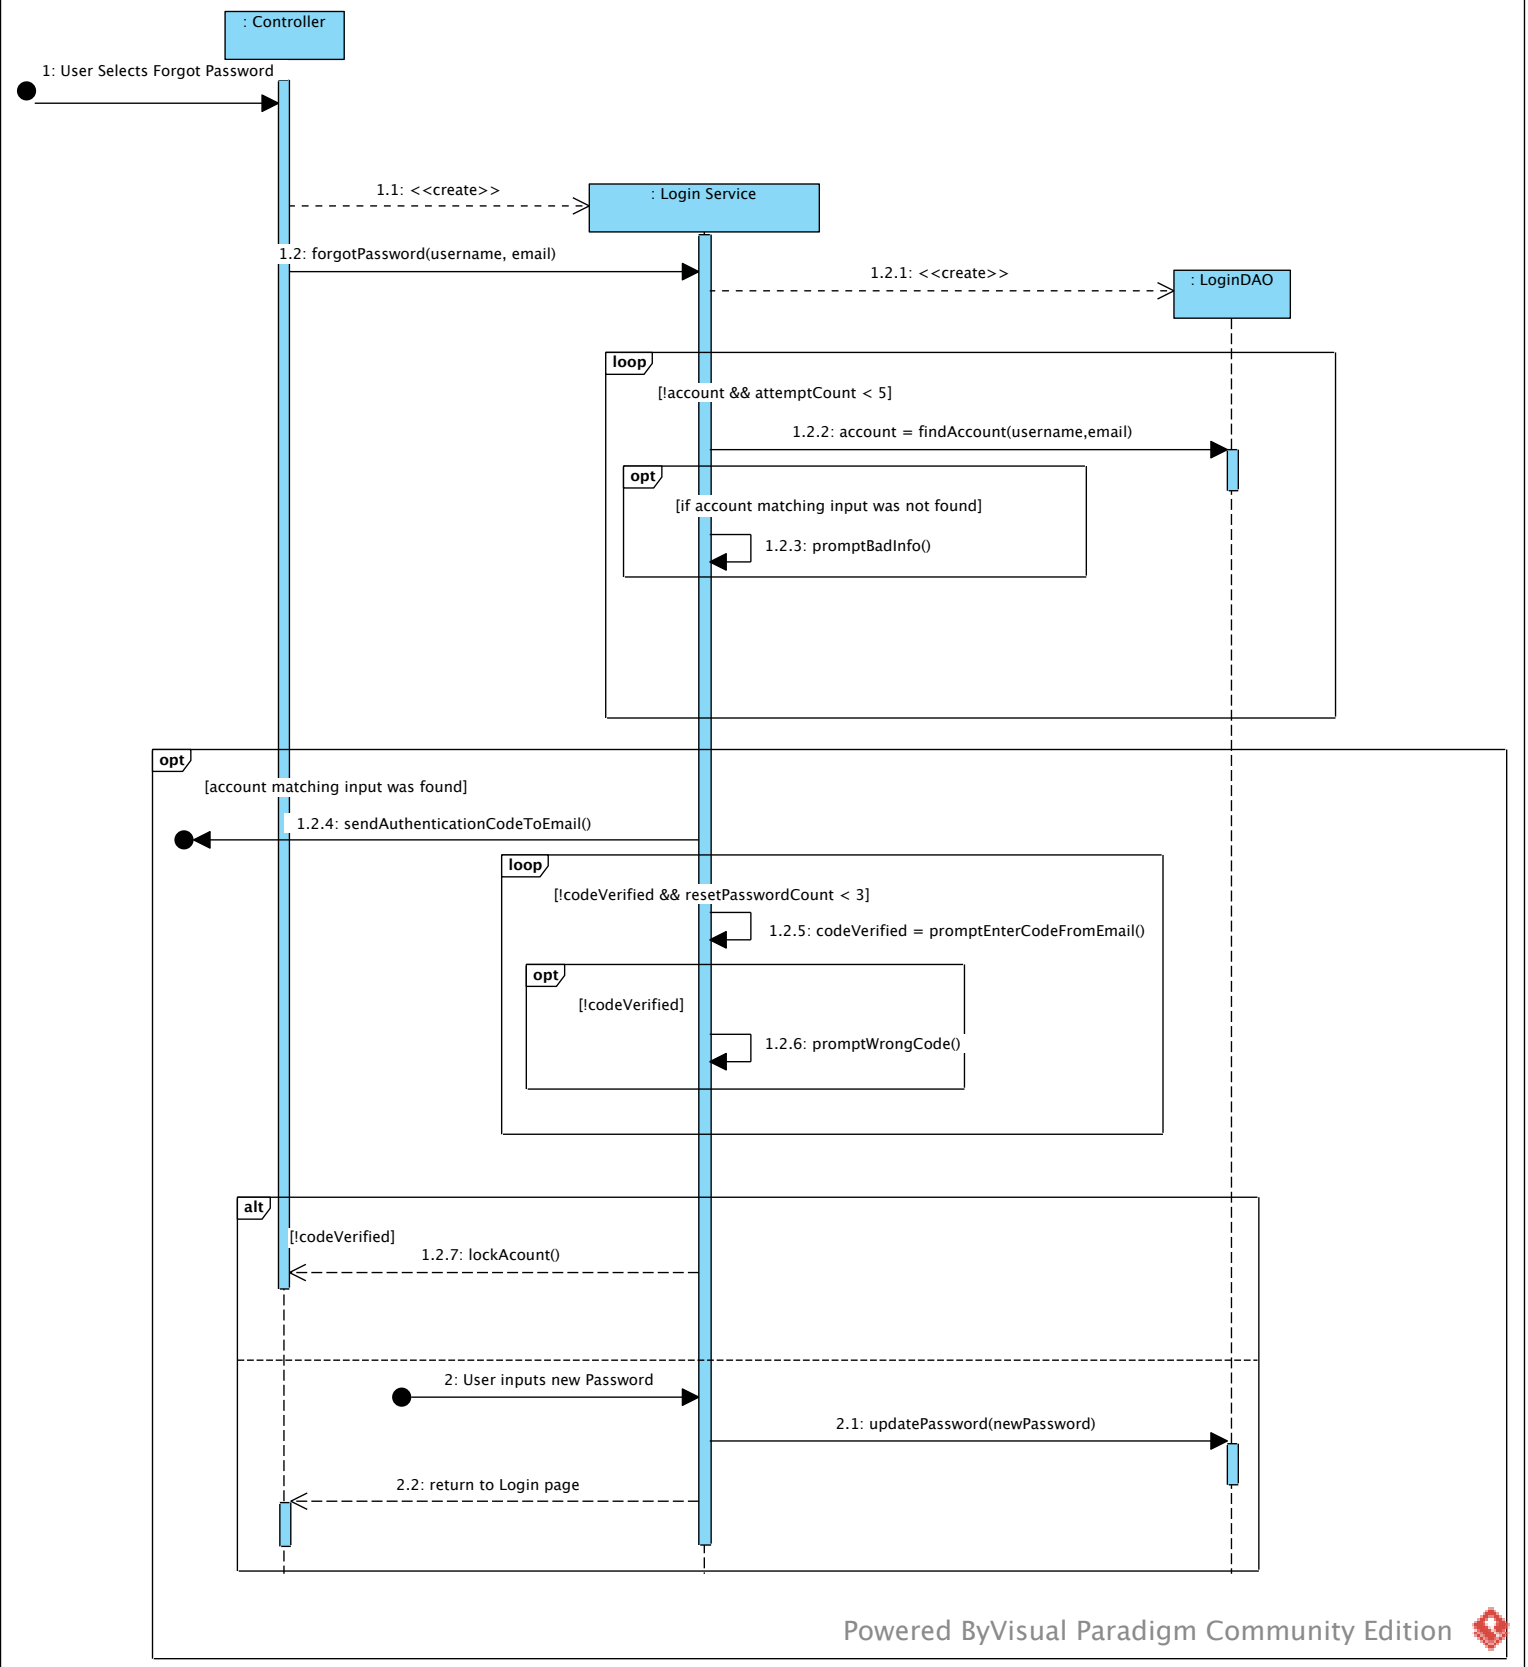 : Controller
1: User Selects Forgot Password
1.1: <<create>>
: Login Service
1.2: forgotPassword(username, email)
1.2.1: <<create>>
: LoginDAO
loop
[!account && attemptCount < 5]
1.2.2: account = findAccount(username,email)
opt
[if account matching input was not found]
1.2.3: promptBadInfo()
opt
[account matching input was found]
1.2.4: sendAuthenticationCodeToEmail()
loop
[!codeVerified && resetPasswordCount < 3]
1.2.5: codeVerified = promptEnterCodeFromEmail()
opt
[!codeVerified]
1.2.6: promptWrongCode()
alt
[!codeVerified]
1.2.7: lockAcount()
2: User inputs new Password
2.1: updatePassword(newPassword)
2.2: return to Login page
Powered ByVisual Paradigm Community Edition